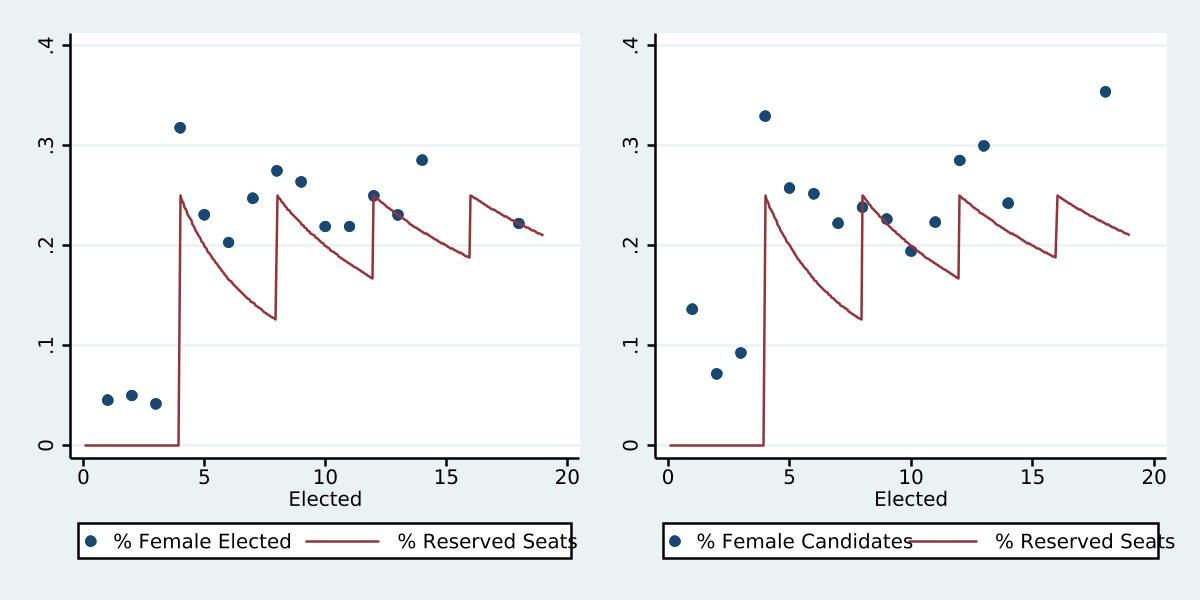 .4
.3
.2
.1
0
0 5 10 15 20
Elected
% Female Elected % Reserved Seats
.4
.3
.2
.1
0
0 5 10 15 20
Elected
% Female Candidates % Reserved Seats